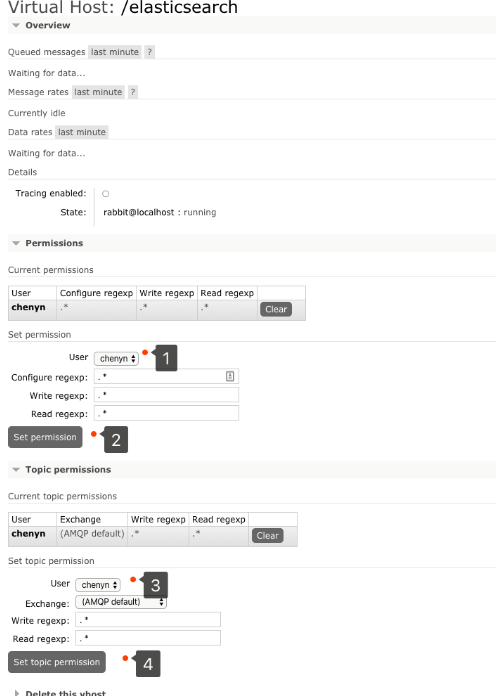 Virtual Host: /elasticsearch
Overview
Queued messages last minute ?
Waiting for data...
Message rates last minute ?
Currently idle
Data rates last minute
Waiting for data...
Details
Tracing enabled:
State: rabbit@localhost : running
Permissions
Current permissions
User Configure regexp Write regexp Read regexp
chenyn .* .* .* Clear
Set permission
User chenyn 1
Configure regexp: .*
Write regexp: .*
Read regexp: .*
Set permission 2
Topic permissions
Current topic permissions
User Exchange Write regexp Read regexp
chenyn (AMQP default) .* .* Clear
Set topic permission
User chenyn 3
Exchange: (AMQP default)
Write regexp: .*
Read regexp: .*
Set topic permission 4
Delete this vhost